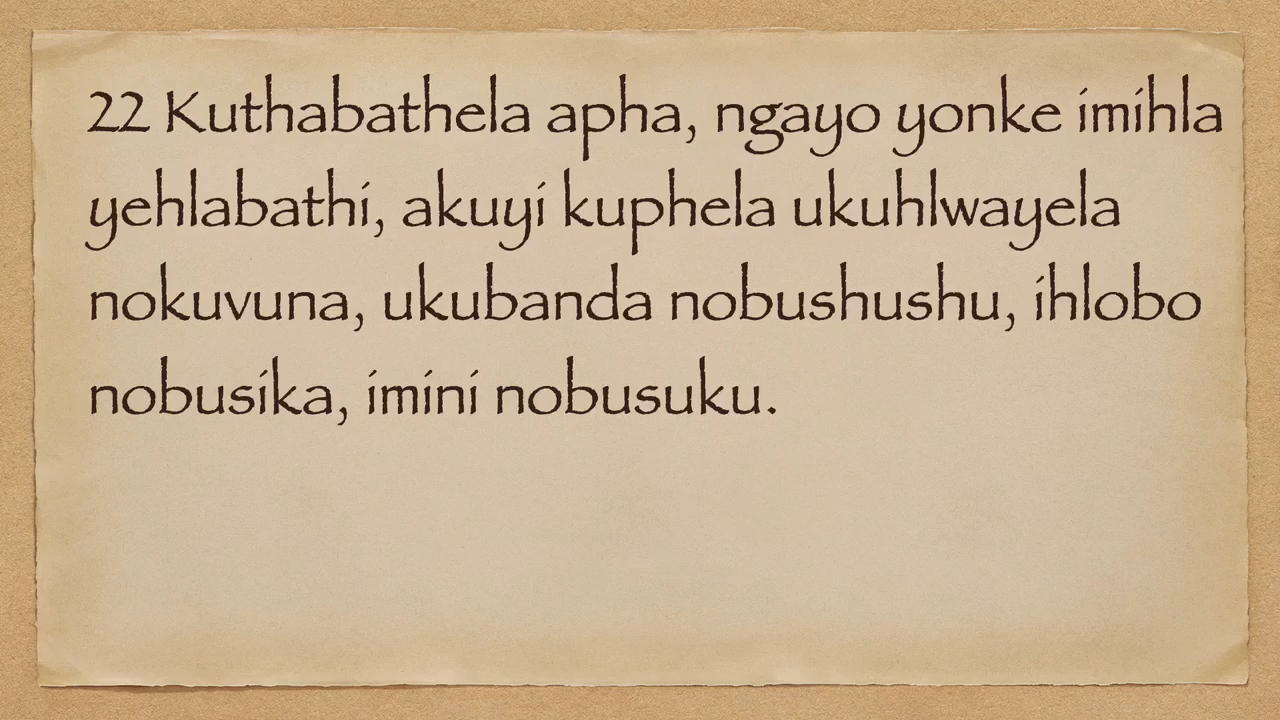 22 Kuthabathela apha, ngayo yonke imihla
yehlabathi, akuyi kuphela ukuhlwayela
nokuvuna, ukubanda nobushushu, ihlobo
nobusika, imini nobusuku.